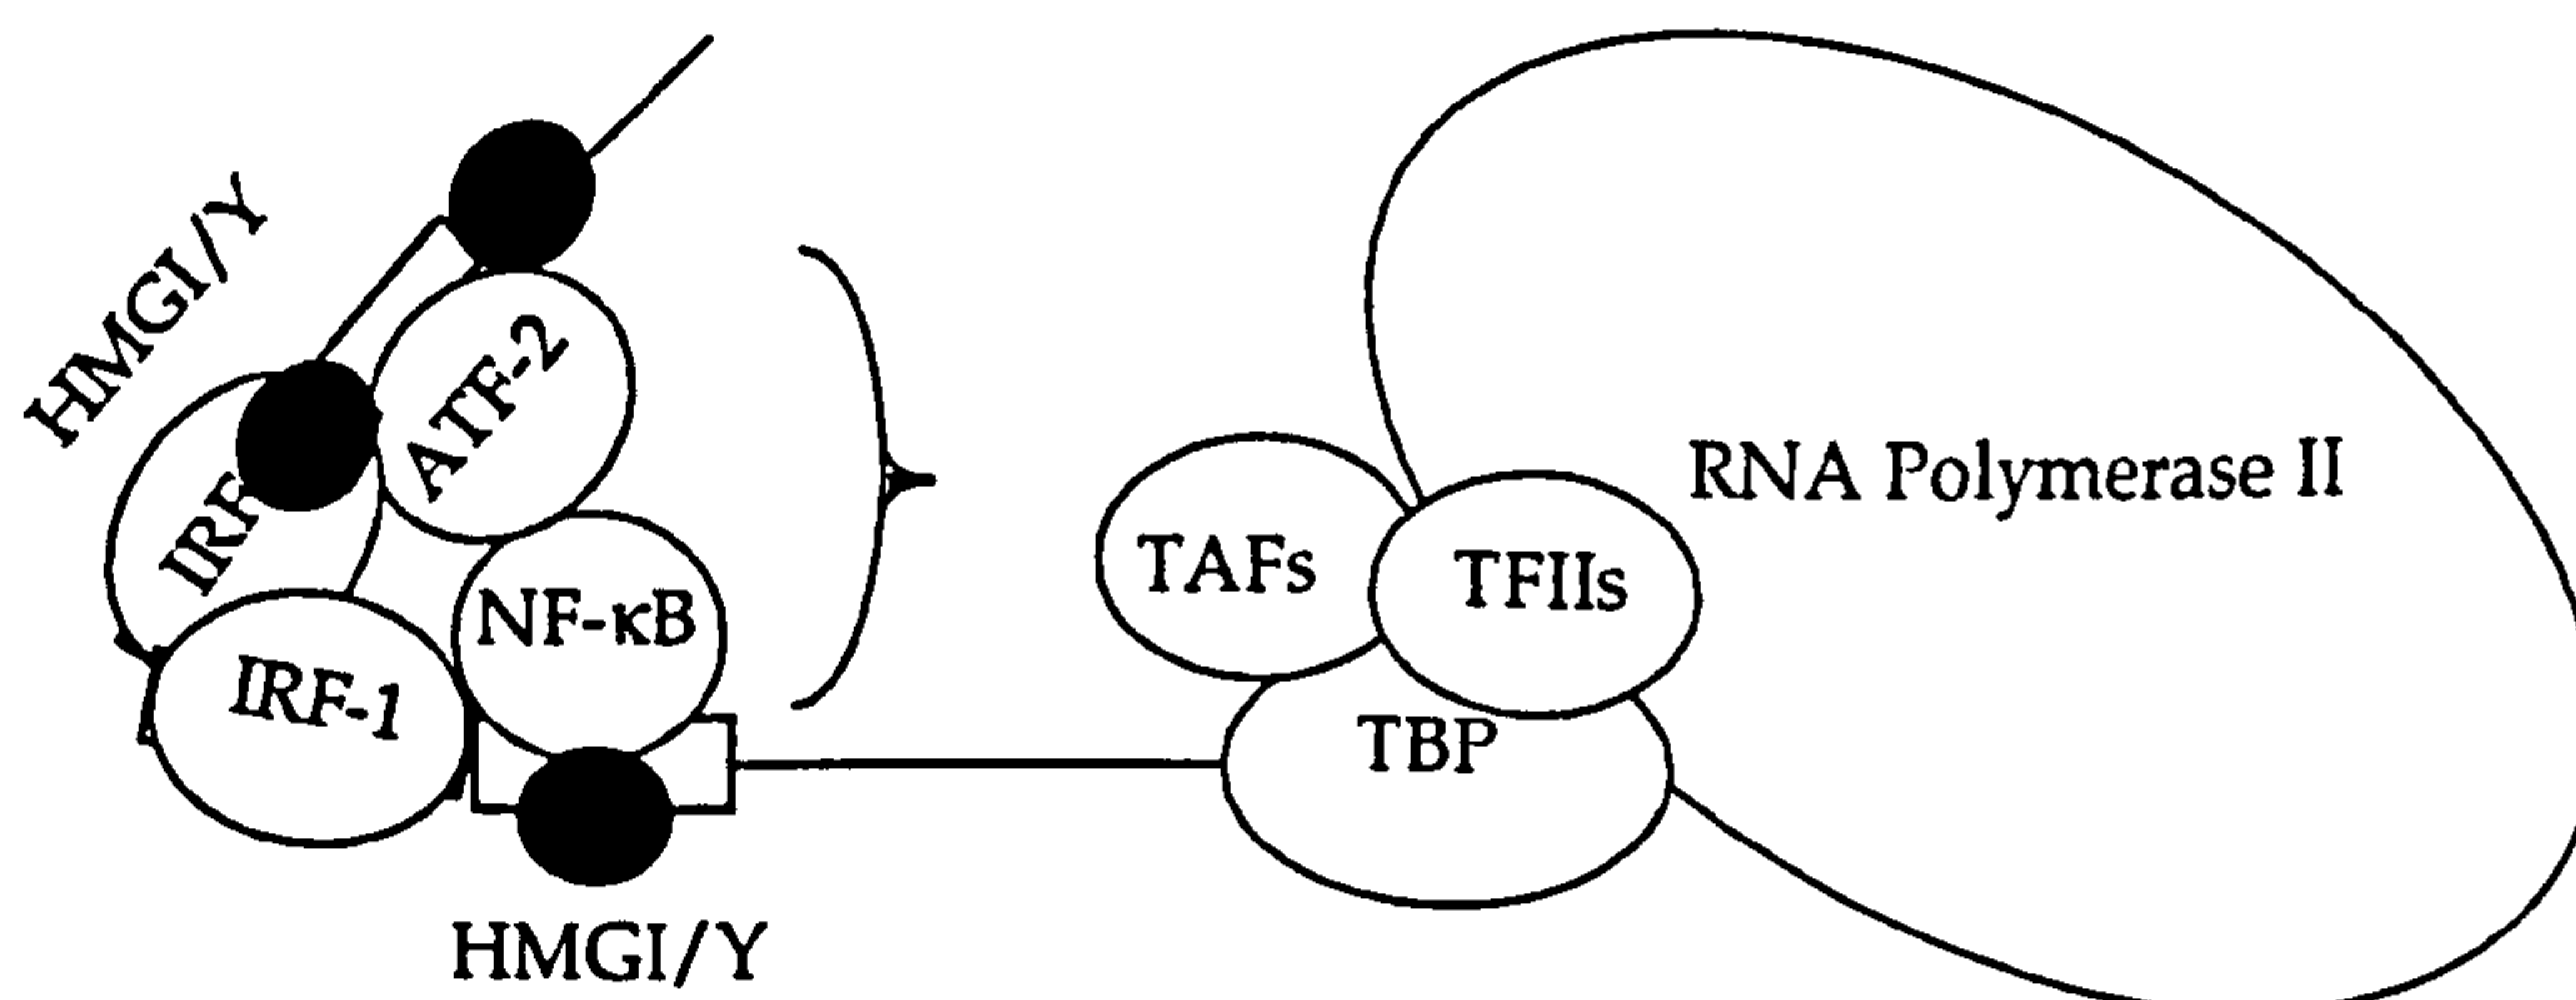 HMGI/Y
ATF-2
IRF
NF-κB
IRF-1
HMGI/Y
TAFs
TFIIs
TBP
RNA Polymerase II